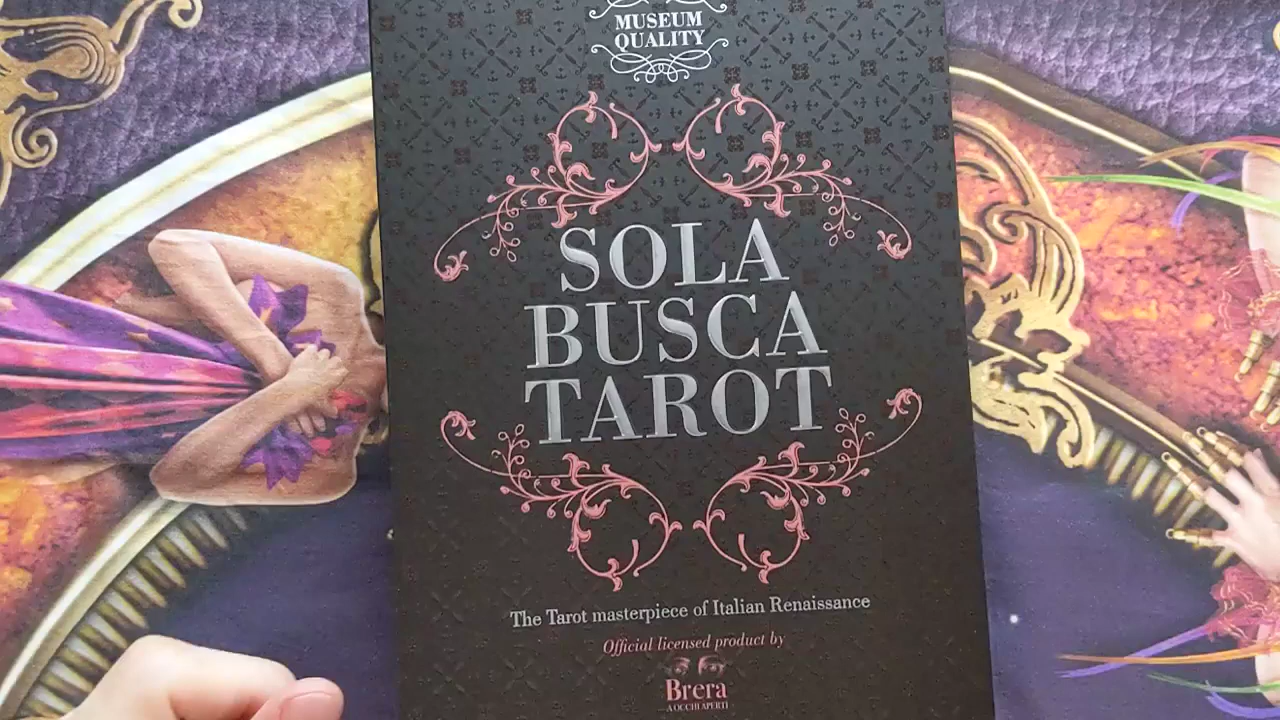 MUSEUM
QUALITY
SOLA
BUSCA
TAROT
The Tarot masterpiece of Italian Renaissance
Official licensed product by
Brera
A OCCHI APERTI